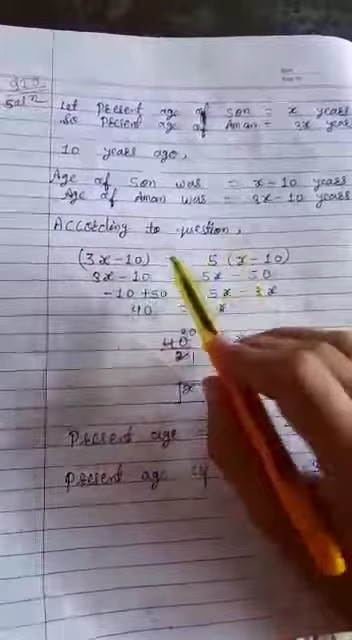 Let Present age of son = x years
So Present age of Aman = 3x years
10 years ago,
Age of son was = x-10 years
Age of Aman was = 3x-10 years
According to question,
(3x-10) = 5 (x-10)
3x-10 5x 50
-10+50 = 5x-3x
40 =
40
Present age =
Present age of